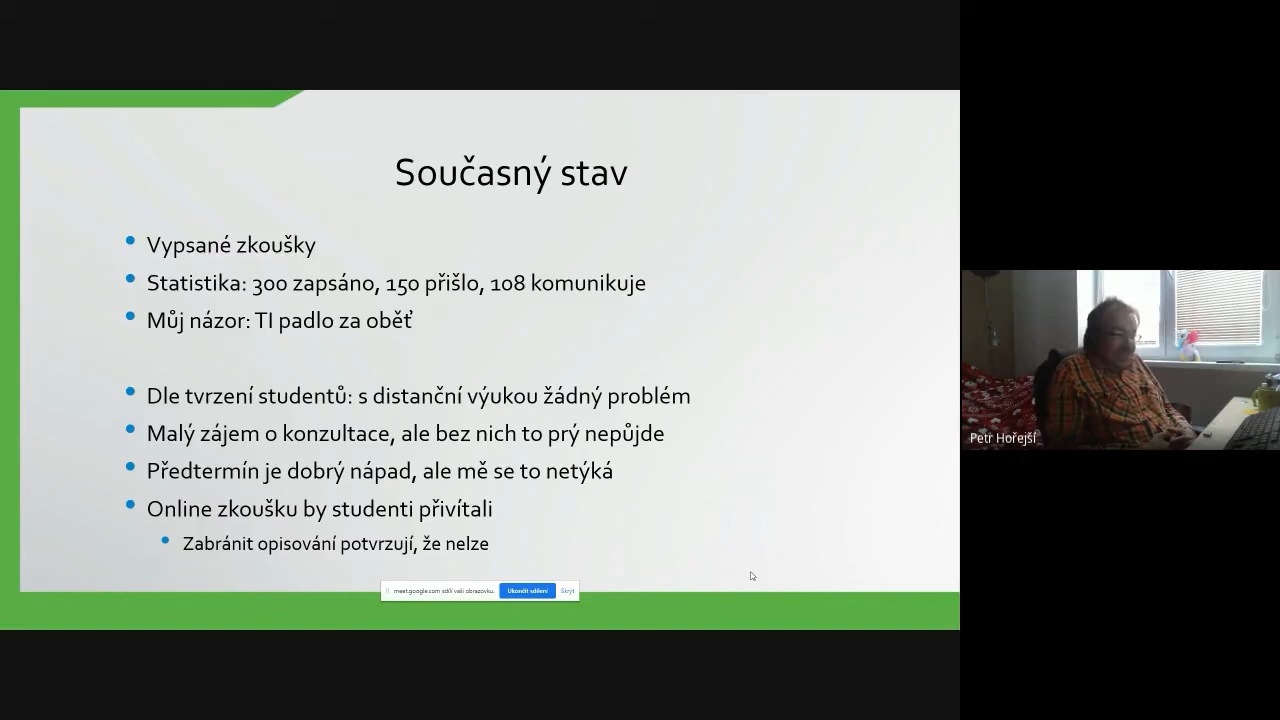 Současný stav
Vypsané zkoušky
Statistika: 300 zapsáno, 150 přišlo, 108 komunikuje
Můj názor: TI padlo za oběť
Dle tvrzení studentů: s distanční výukou žádný problém
Malý zájem o konzultace, ale bez nich to prý nepůjde
Předtermín je dobrý nápad, ale mě se to netýká
Online zkoušku by studenti přivítali
Zabránit opisování potvrzují, že nelze
meet.google.com sdílí vaši obrazovku. Ukončit sdílení Skrýt
Petr Hořejší